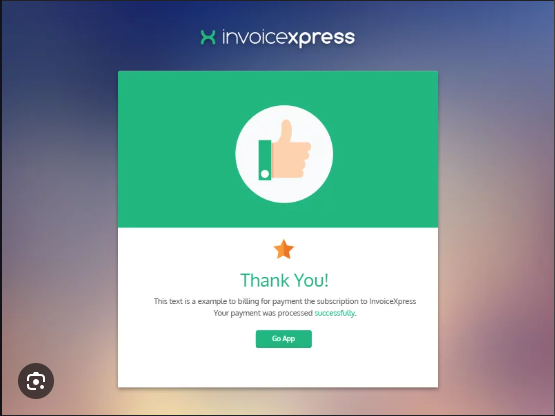 invoicexpress
Thank You!
This text is a example to billing for payment the subscription to InvoiceXpress
Your payment was processed successfully.
Go App